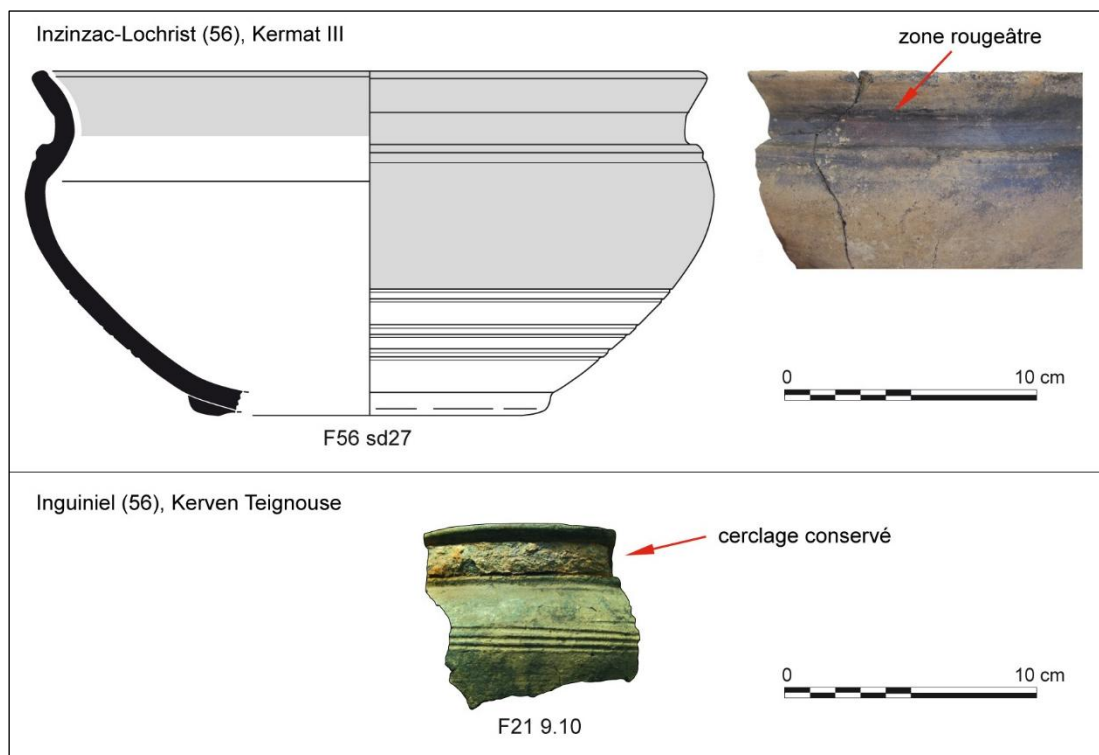 Inzinzac-Lochrist (56), Kermat III
zone rougeâtre
0 10 cm
F56 sd27
Inguiniel (56), Kerven Teignouse
cerclage conservé
0 10 cm
F21 9.10